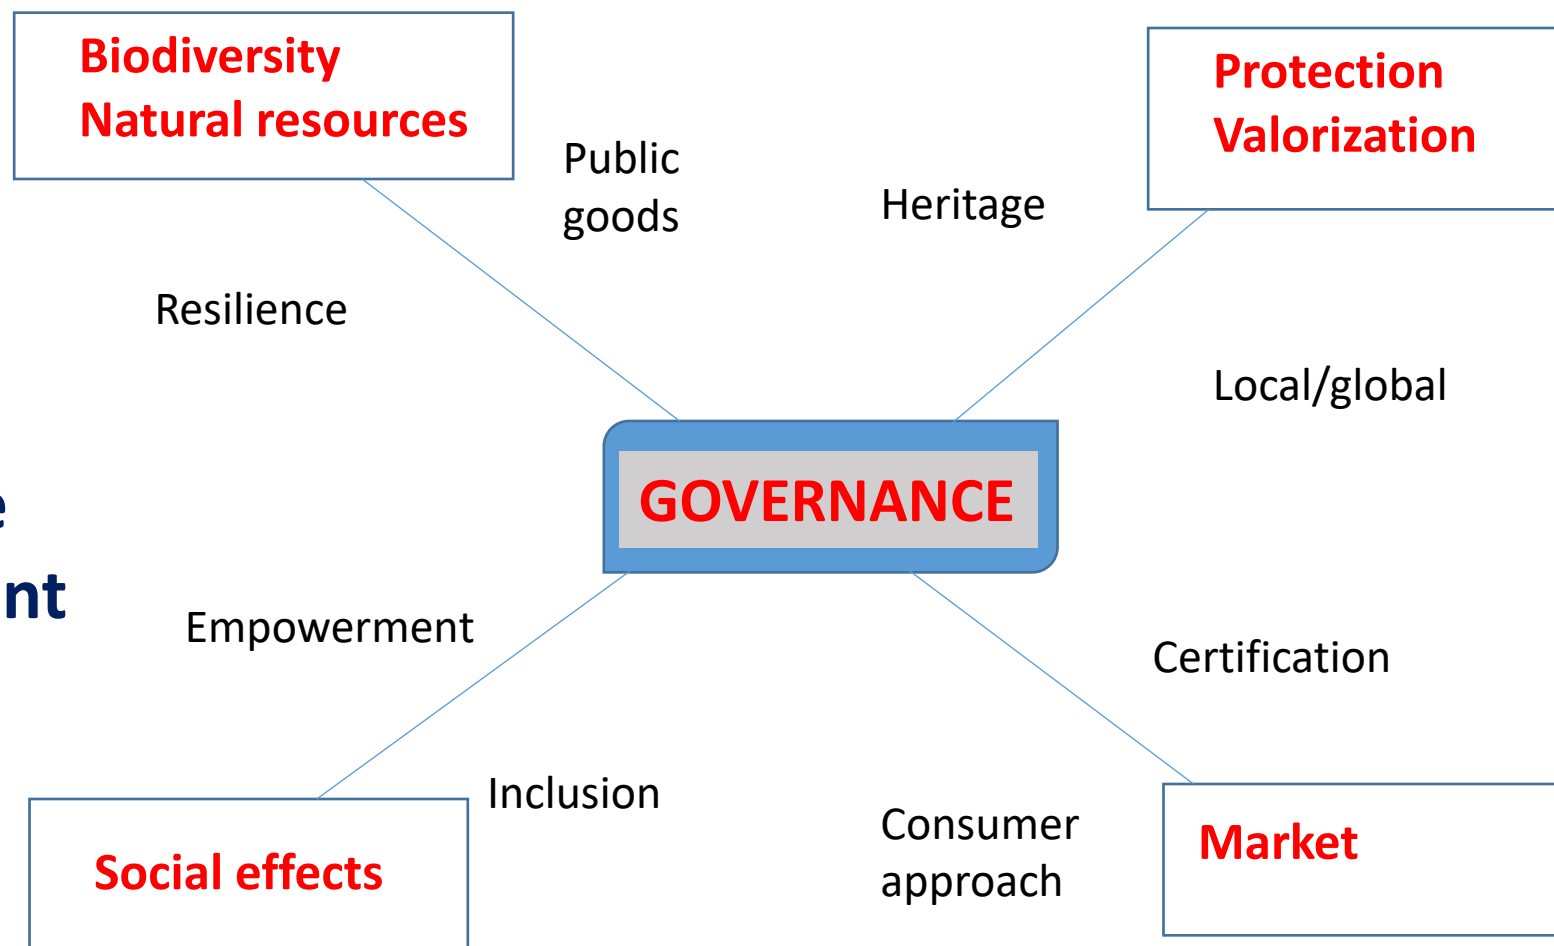 Biodiversity
Natural resources
Protection
Valorization
Public
goods
Heritage
Resilience
Local/global
GOVERNANCE
Empowerment
Certification
Inclusion
Consumer
approach
Social effects
Market